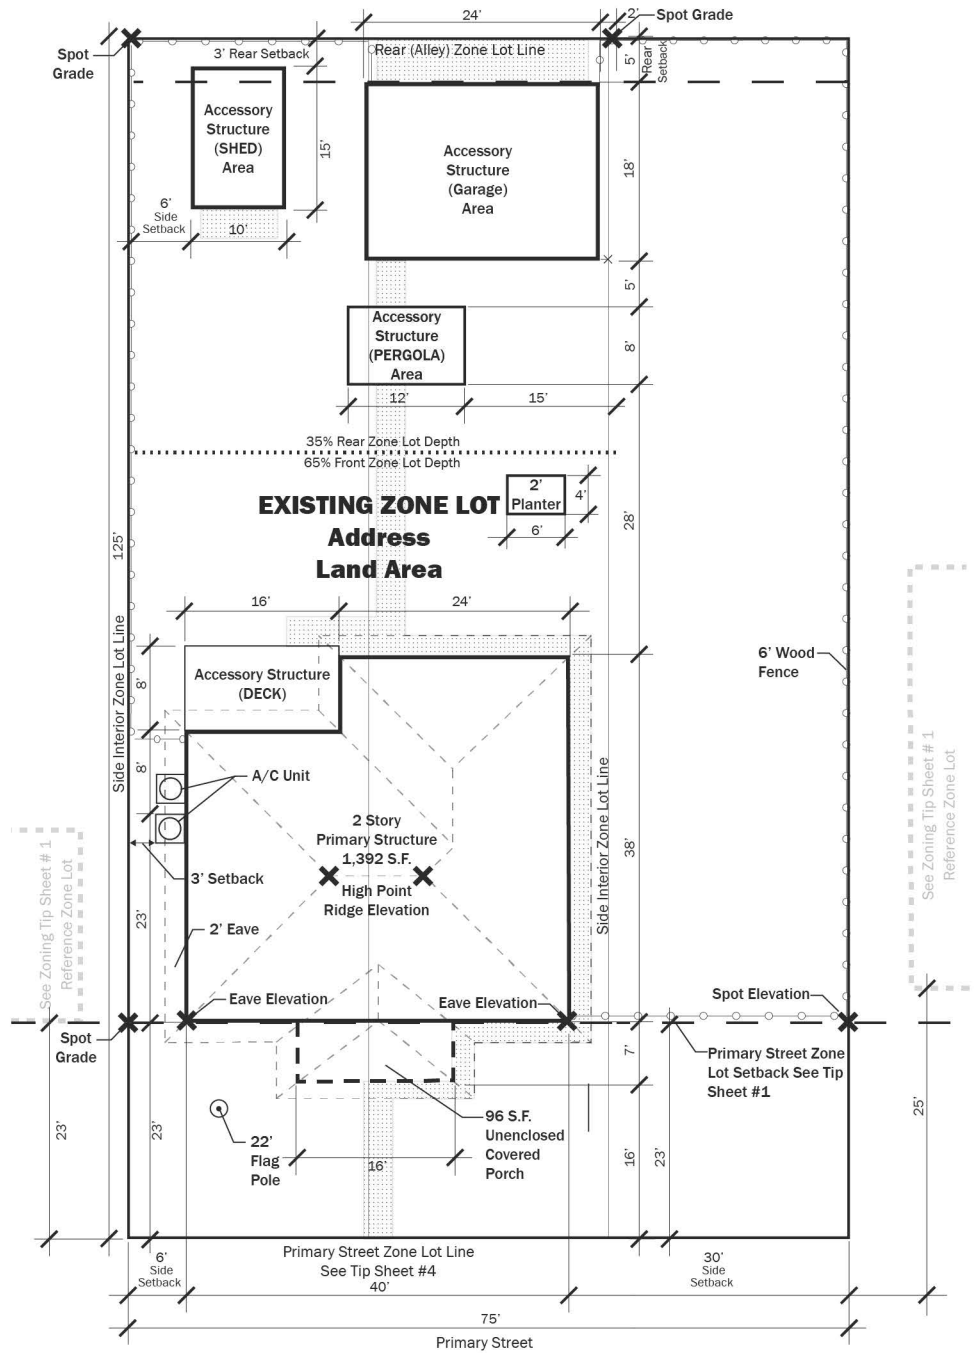 24'
2'
Spot Grade
Spot
Grade
3' Rear Setback
Rear (Alley) Zone Lot Line
5'
Rear
Setback
Accessory
Structure
(SHED)
Area
15'
Accessory
Structure
(Garage)
Area
18'
6'
Side
Setback
10'
5'
Accessory
Structure
(PERGOLA)
Area
8'
12'
15'
35% Rear Zone Lot Depth
65% Front Zone Lot Depth
2'
Planter
4'
6'
28'
EXISTING ZONE LOT
Address
Land Area
125'
16'
24'
Side Interior Zone Lot Line
8'
Accessory Structure
(DECK)
6' Wood
Fence
8'
A/C Unit
2 Story
Primary Structure
1,392 S.F.
High Point
Ridge Elevation
38'
Side Interior Zone Lot Line
See Zoning Tip Sheet # 1
Reference Zone Lot
See Zoning Tip Sheet # 1
Reference Zone Lot
3' Setback
23'
2' Eave
Eave Elevation
Eave Elevation
Spot Elevation
Spot
Grade
7'
Primary Street Zone
Lot Setback See Tip
Sheet #1
23'
23'
22'
Flag
Pole
16'
96 S.F.
Unenclosed
Covered
Porch
16'
23'
25'
Primary Street Zone Lot Line
See Tip Sheet #4
6'
Side
Setback
40'
30'
Side
Setback
75'
Primary Street